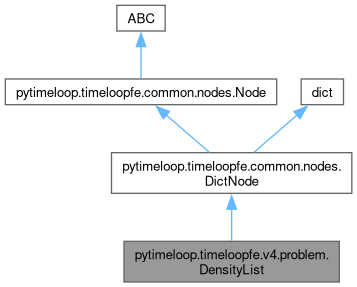 ABC
pytimeloop.timeloopfe.common.nodes.Node
dict
pytimeloop.timeloopfe.common.nodes.
DictNode
pytimeloop.timeloopfe.v4.problem.
DensityList